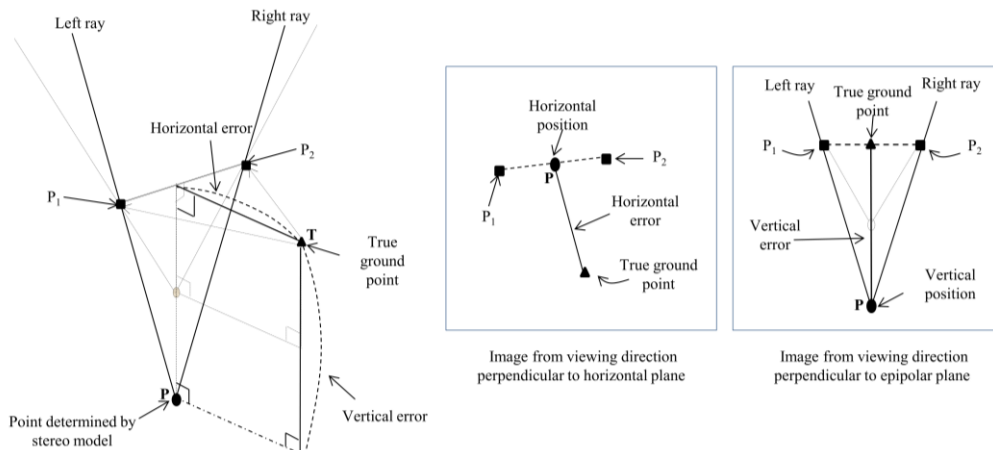 Left ray
Right ray
Horizontal error
P2
P1
T
True
ground
point
P
Point determined by
stereo model
Vertical error
Horizontal
position
P
P2
P1
Horizontal
error
True ground
point
Image from viewing direction
perpendicular to horizontal plane
Left ray
True ground
point
Right ray
P1
P2
Vertical
error
P
Vertical
position
Image from viewing direction
perpendicular to epipolar plane